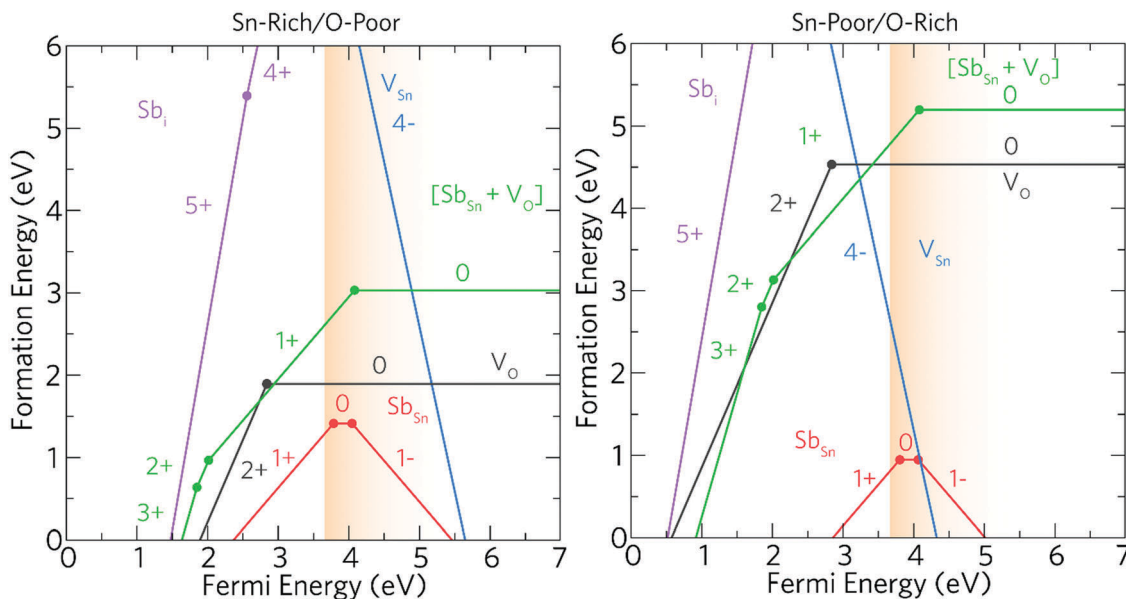 Sn-Rich/O-Poor
Formation Energy (eV)
6
5
4
3
2
1
0
0 1 2 3 4 5 6 7
Fermi Energy (eV)
4+
Sb_i
5+
V_Sn
4-
[Sb_Sn + V_O]
0
1+
0
V_O
2+
3+
2+
0
Sb_Sn
1+
1-
Sn-Poor/O-Rich
Formation Energy (eV)
6
5
4
3
2
1
0
0 1 2 3 4 5 6 7
Fermi Energy (eV)
[Sb_Sn + V_O]
0
Sb_i
1+
0
V_O
2+
5+
4-
V_Sn
2+
3+
Sb_Sn
0
1+
1-